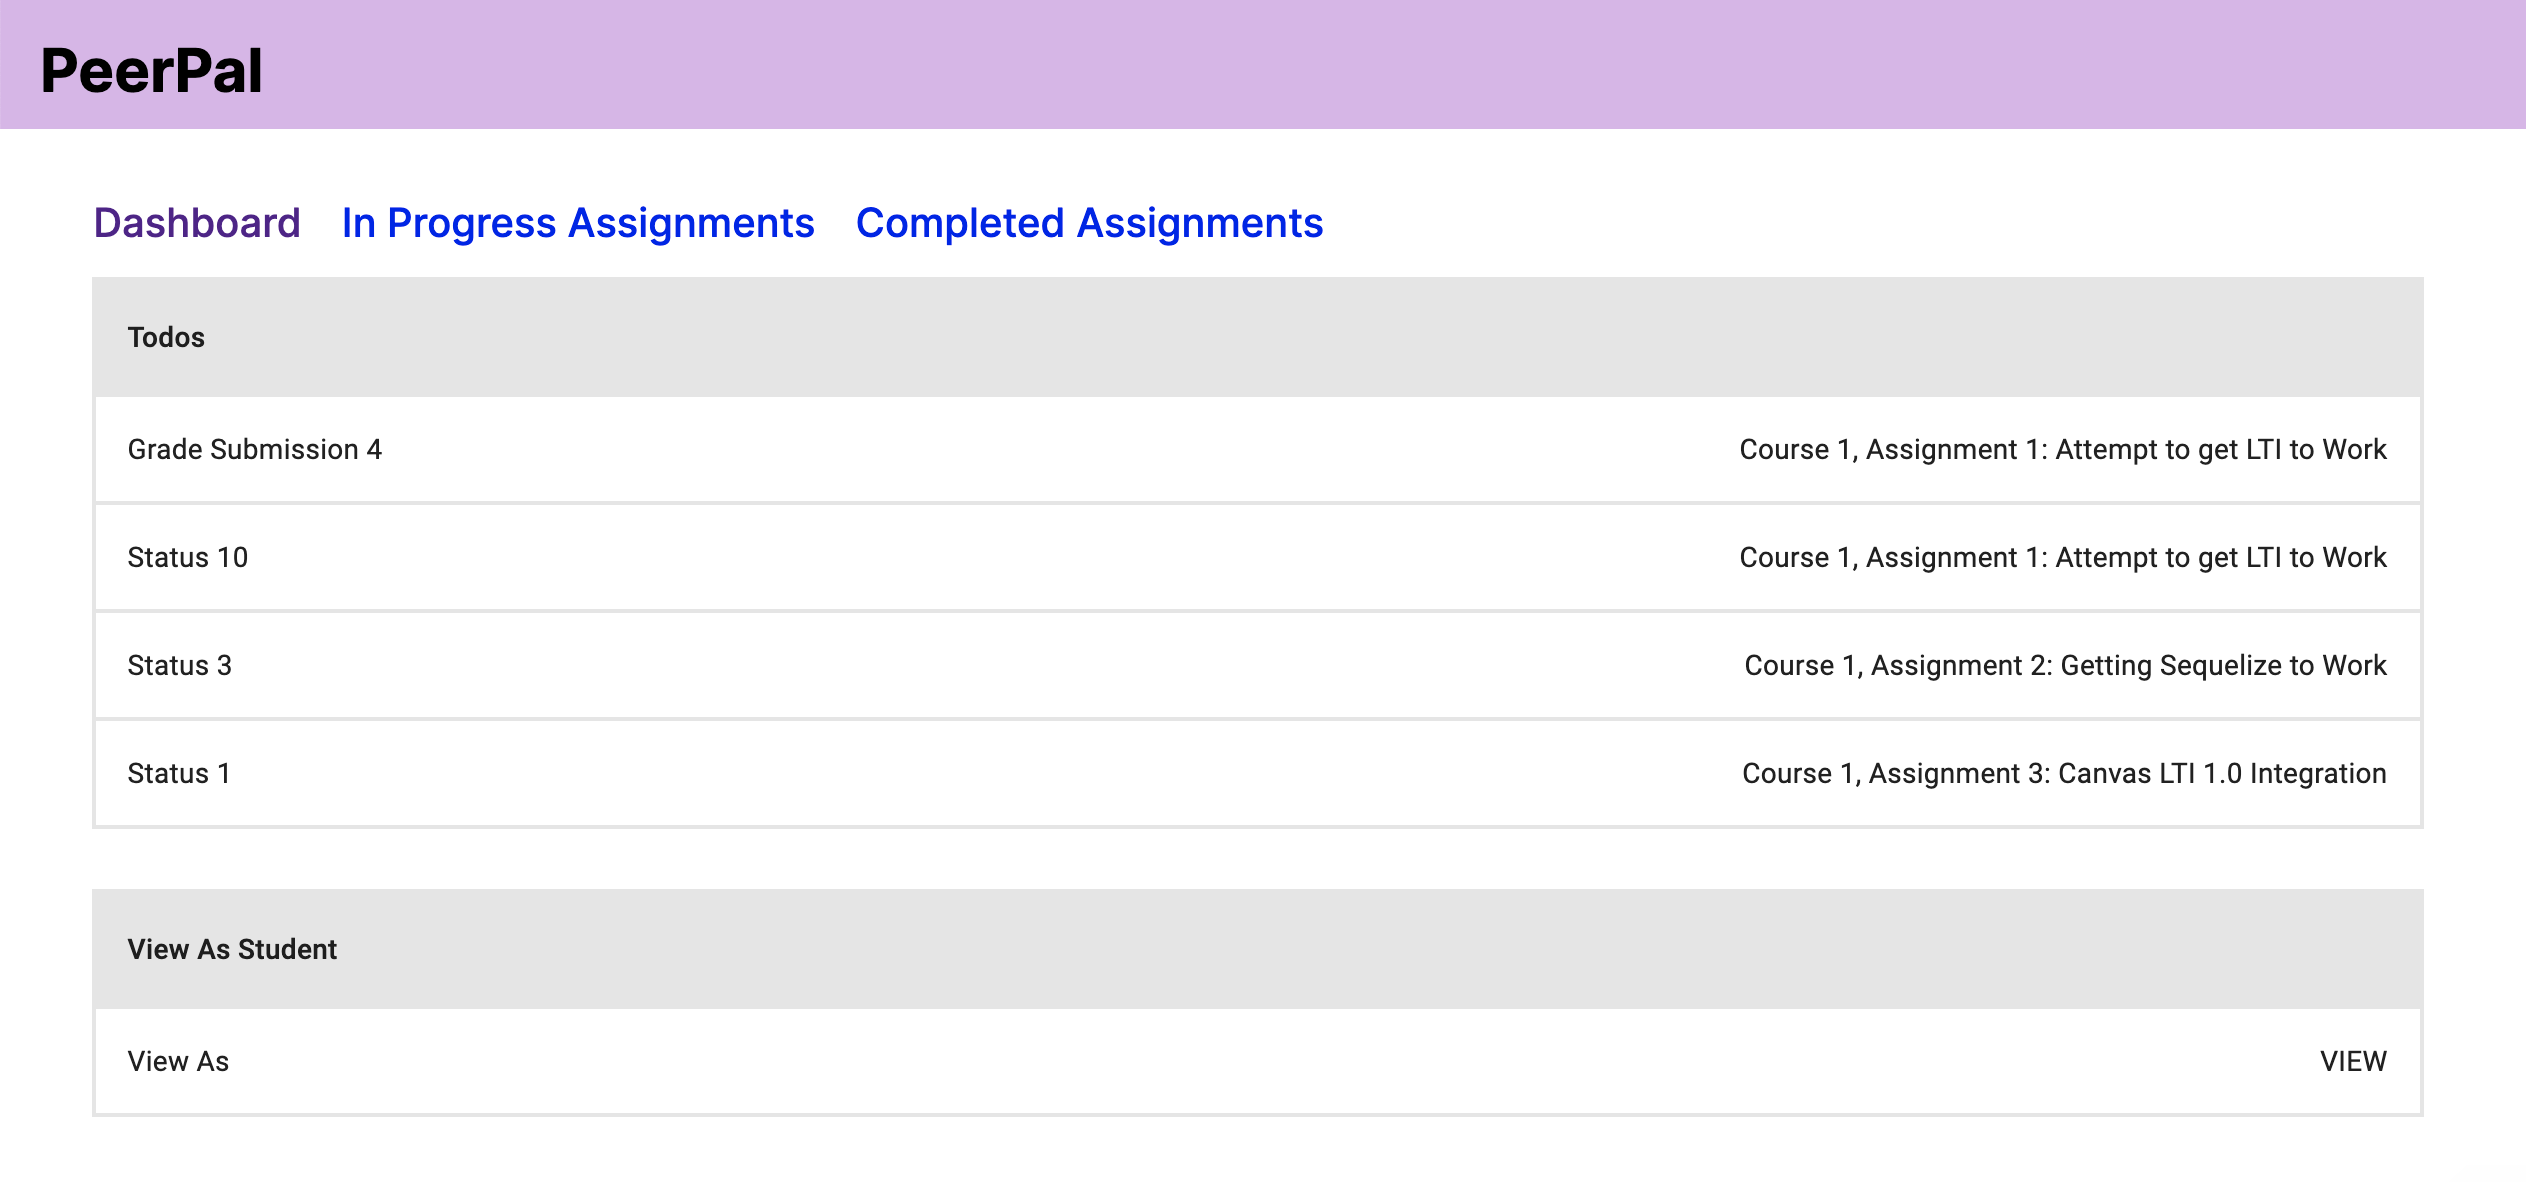 PeerPal
Dashboard In Progress Assignments Completed Assignments
Todos
Grade Submission 4 Course 1, Assignment 1: Attempt to get LTI to Work
Status 10 Course 1, Assignment 1: Attempt to get LTI to Work
Status 3 Course 1, Assignment 2: Getting Sequelize to Work
Status 1 Course 1, Assignment 3: Canvas LTI 1.0 Integration
View As Student
View As VIEW